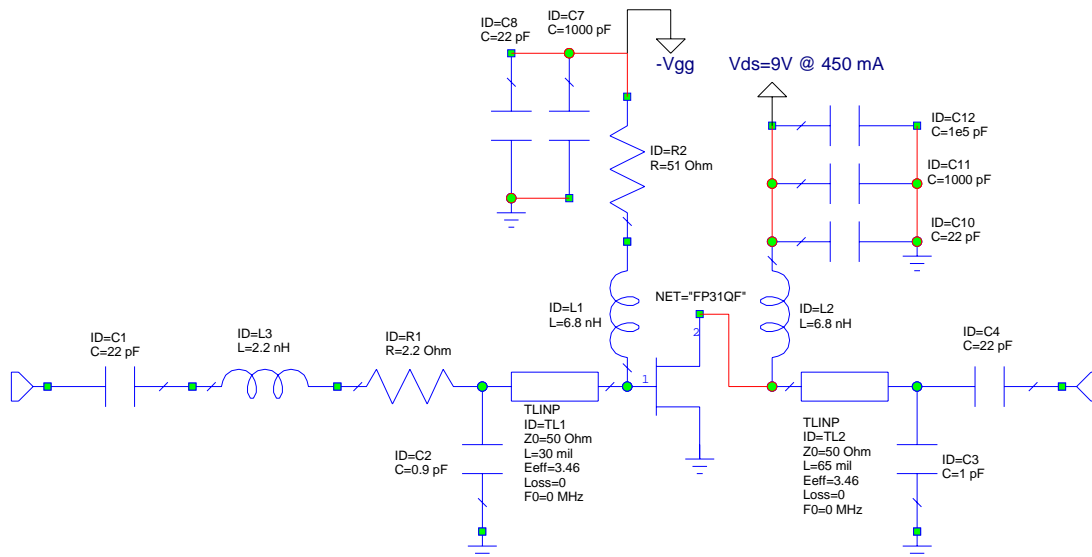 ID=C8
C=22 pF
ID=C7
C=1000 pF
-Vgg
Vds=9V @ 450 mA
ID=C12
C=1e5 pF
ID=R2
R=51 Ohm
ID=C11
C=1000 pF
ID=C10
C=22 pF
NET="FP31QF"
ID=L1
L=6.8 nH
2
ID=L2
L=6.8 nH
ID=C1
C=22 pF
ID=L3
L=2.2 nH
ID=R1
R=2.2 Ohm
1
ID=C4
C=22 pF
TLINP
ID=TL1
Z0=50 Ohm
L=30 mil
Eeff=3.46
Loss=0
F0=0 MHz
ID=C2
C=0.9 pF
TLINP
ID=TL2
Z0=50 Ohm
L=65 mil
Eeff=3.46
Loss=0
F0=0 MHz
ID=C3
C=1 pF